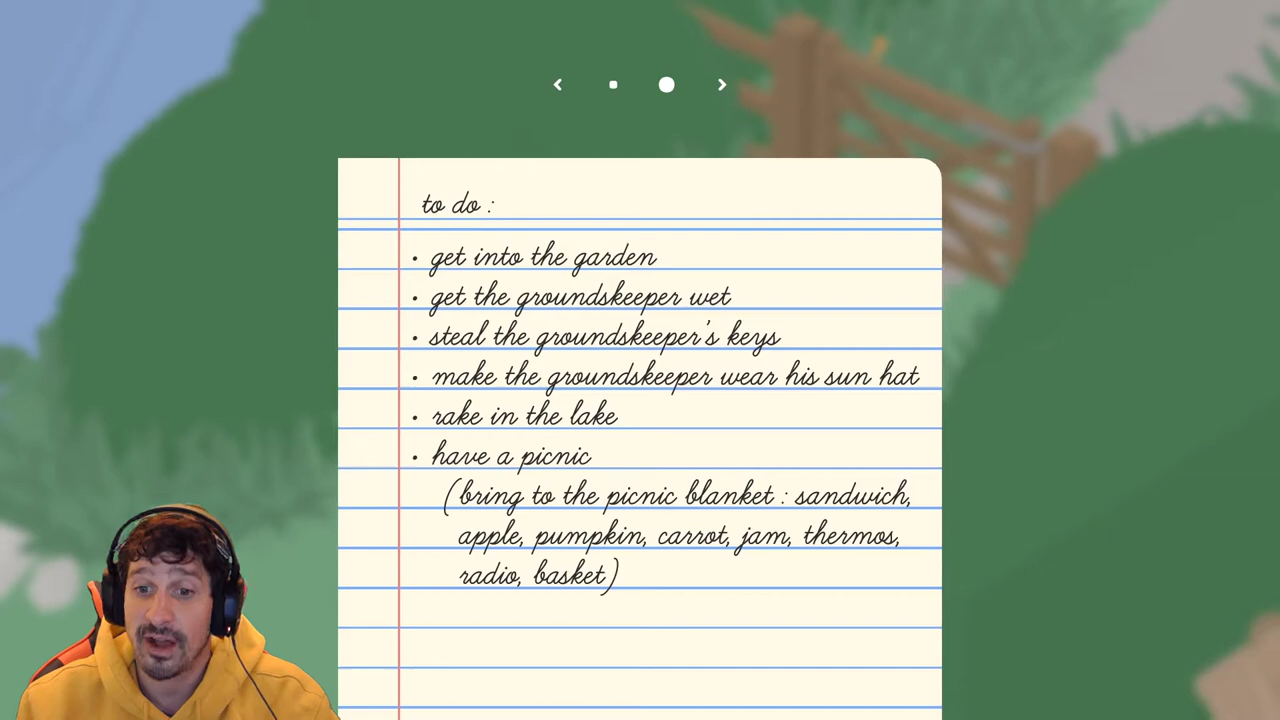 to do :
• get into the garden
• get the groundskeeper wet
• steal the groundskeeper's keys
• make the groundskeeper wear his sun hat
• rake in the lake
• have a picnic
(bring to the picnic blanket : sandwich,
apple, pumpkin, carrot, jam, thermos,
radio, basket)